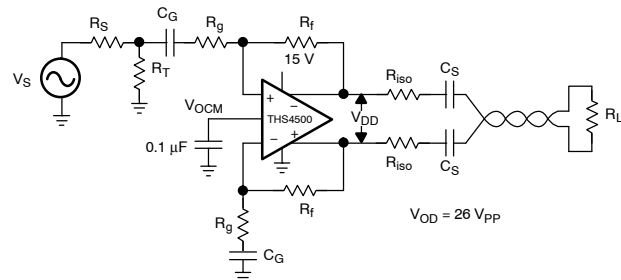 C_G
R_S
R_g
R_f
15 V
R_T
V_S
R_iso
C_S
V_OCM
+
−
THS4500
V_DD
−
+
R_L
0.1 µF
R_iso
C_S
R_f
R_g
V_OD = 26 V_PP
C_G